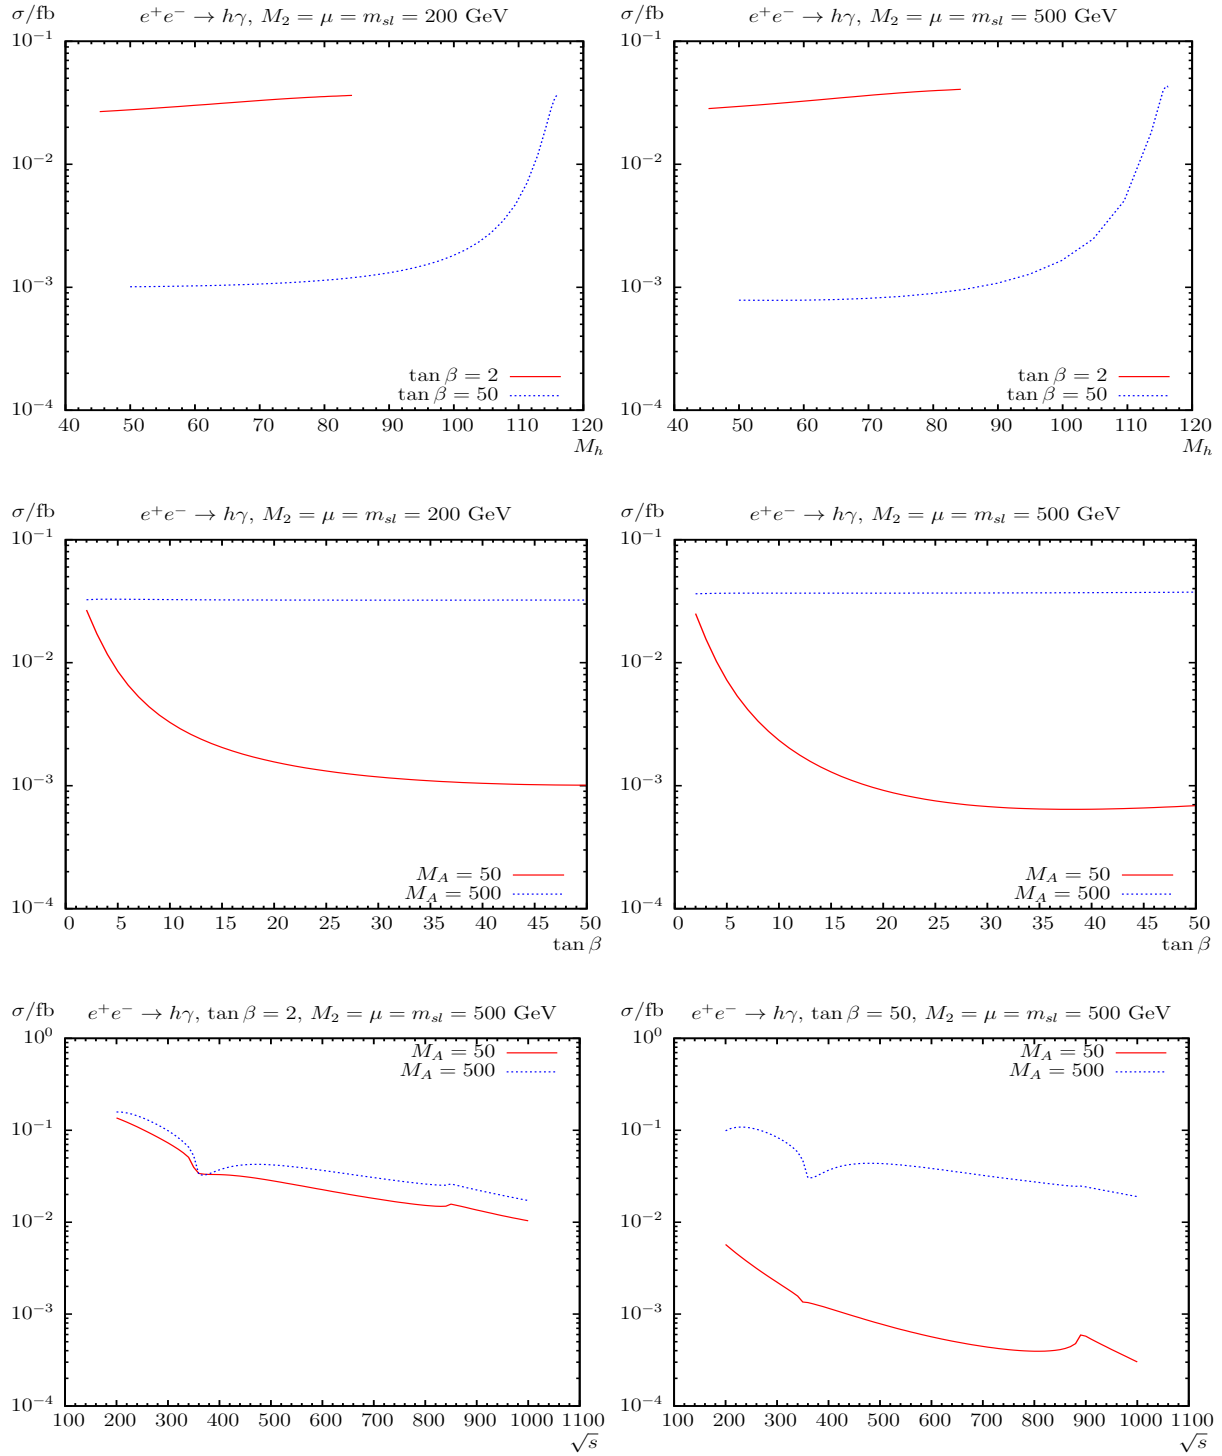 σ/fb e⁺e⁻ → hγ, M₂ = μ = mₛₗ = 200 GeV
10⁻¹
10⁻²
10⁻³
10⁻⁴
tan β = 2
tan β = 50
40 50 60 70 80 90 100 110 120
M_h
σ/fb e⁺e⁻ → hγ, M₂ = μ = mₛₗ = 500 GeV
10⁻¹
10⁻²
10⁻³
10⁻⁴
tan β = 2
tan β = 50
40 50 60 70 80 90 100 110 120
M_h
σ/fb e⁺e⁻ → hγ, M₂ = μ = mₛₗ = 200 GeV
10⁻¹
10⁻²
10⁻³
10⁻⁴
M_A = 50
M_A = 500
0 5 10 15 20 25 30 35 40 45 50
tan β
σ/fb e⁺e⁻ → hγ, M₂ = μ = mₛₗ = 500 GeV
10⁻¹
10⁻²
10⁻³
10⁻⁴
M_A = 50
M_A = 500
0 5 10 15 20 25 30 35 40 45 50
tan β
σ/fb e⁺e⁻ → hγ, tan β = 2, M₂ = μ = mₛₗ = 500 GeV
10⁰
10⁻¹
10⁻²
10⁻³
10⁻⁴
M_A = 50
M_A = 500
100 200 300 400 500 600 700 800 900 1000 1100
√s
σ/fb e⁺e⁻ → hγ, tan β = 50, M₂ = μ = mₛₗ = 500 GeV
10⁰
10⁻¹
10⁻²
10⁻³
10⁻⁴
M_A = 50
M_A = 500
100 200 300 400 500 600 700 800 900 1000 1100
√s